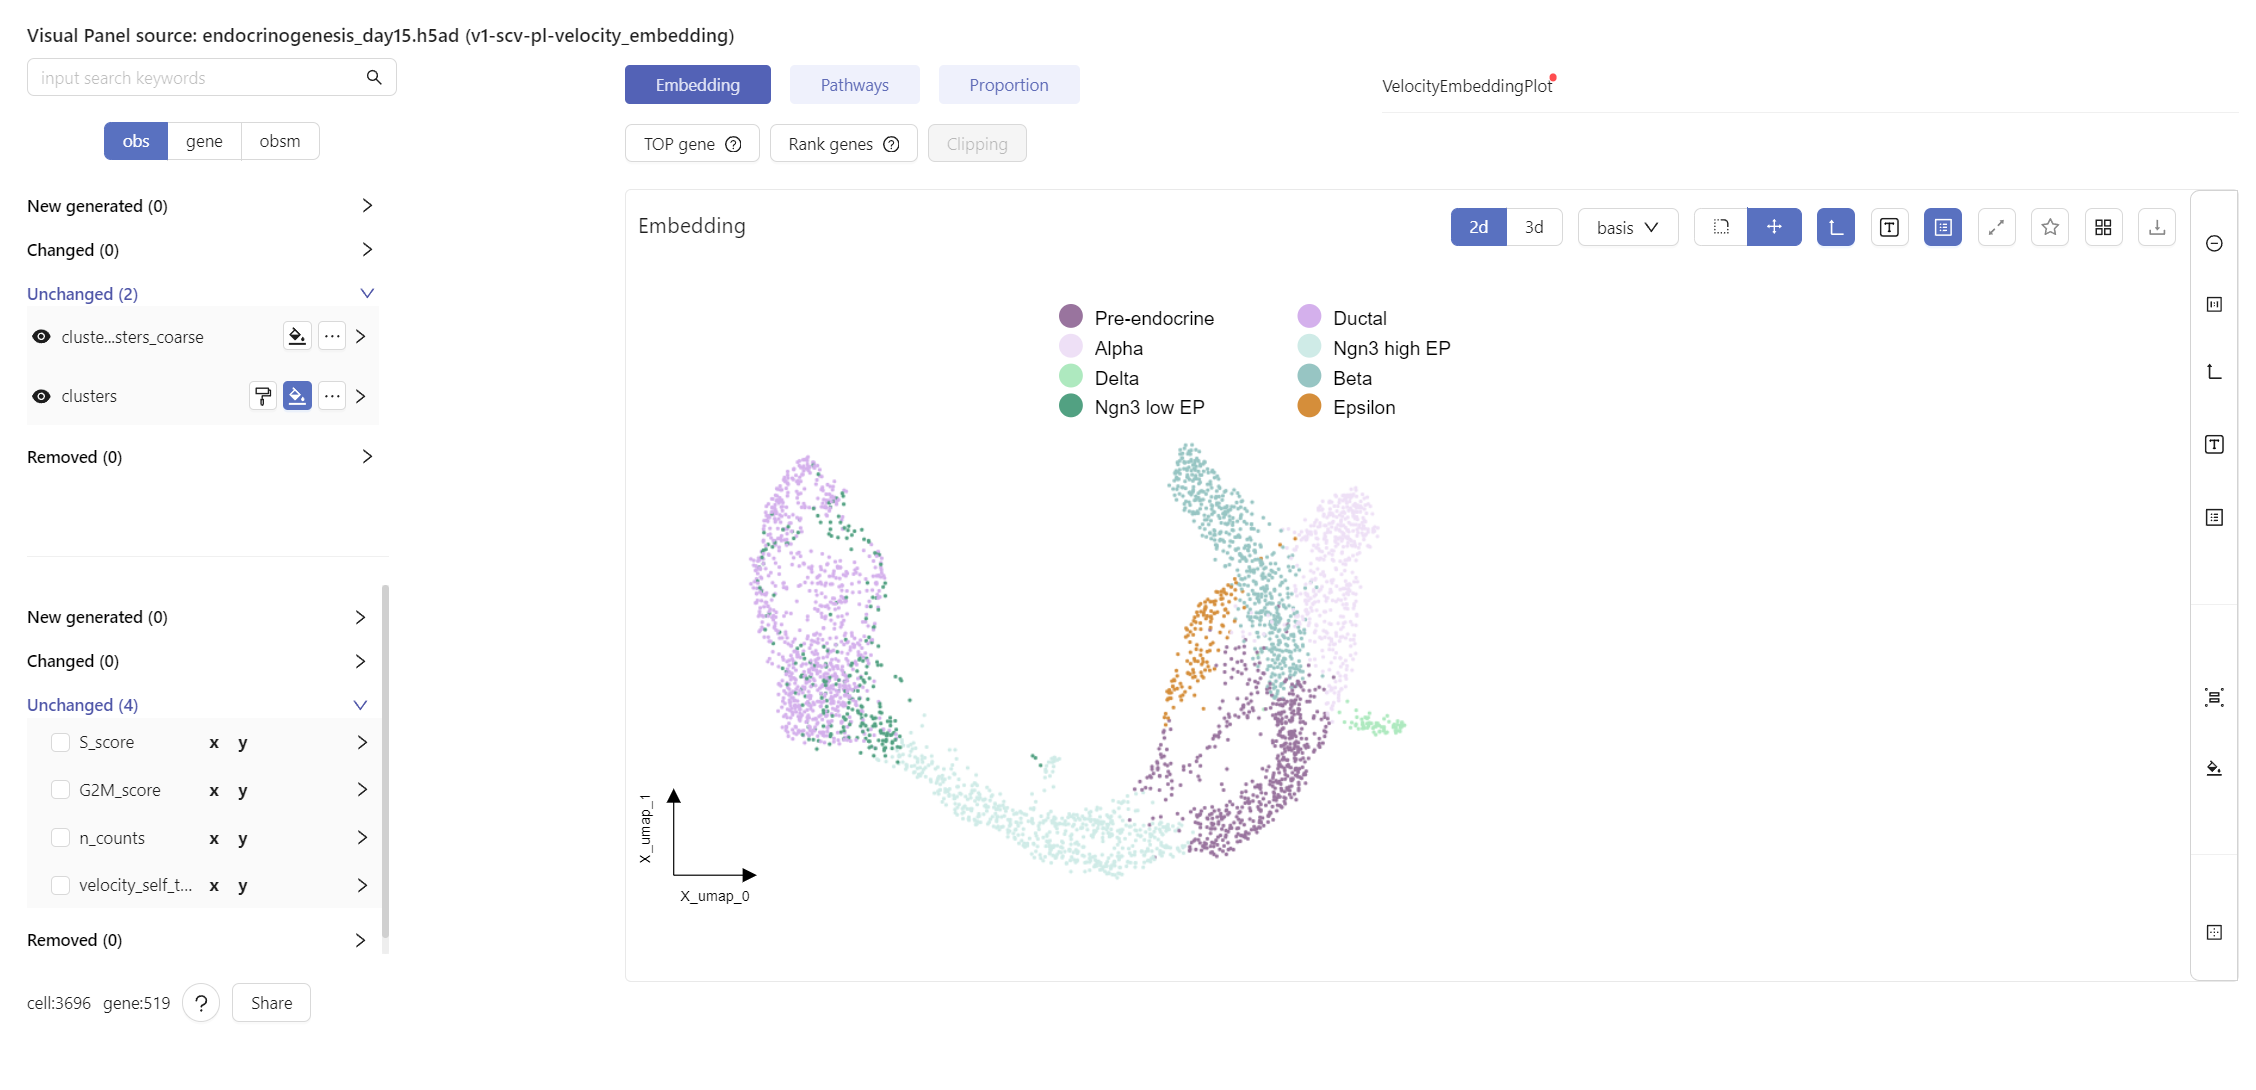 Visual Panel source: endocrinogenesis_day15.h5ad (v1-scv-pl-velocity_embedding)
input search keywords
obs gene obsm
New generated (0)
Changed (0)
Unchanged (2)
cluste...sters_coarse
clusters
Removed (0)
New generated (0)
Changed (0)
Unchanged (4)
S_score x y
G2M_score x y
n_counts x y
velocity_self_t... x y
Removed (0)
cell:3696 gene:519 ? Share
Embedding Pathways Proportion
VelocityEmbeddingPlot
TOP gene ? Rank genes ? Clipping
Embedding
2d 3d basis T
Pre-endocrine Ductal
Alpha Ngn3 high EP
Delta Beta
Ngn3 low EP Epsilon
X_umap_1
X_umap_0
T